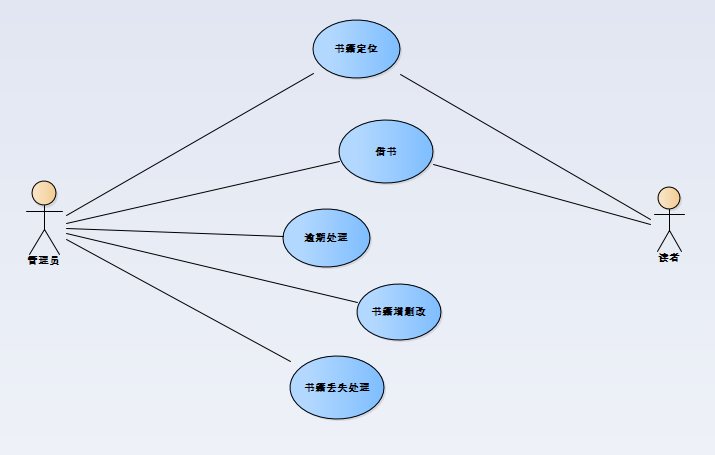 书籍定位
借书
管理员
读者
逾期处理
书籍增删改
书籍丢失处理